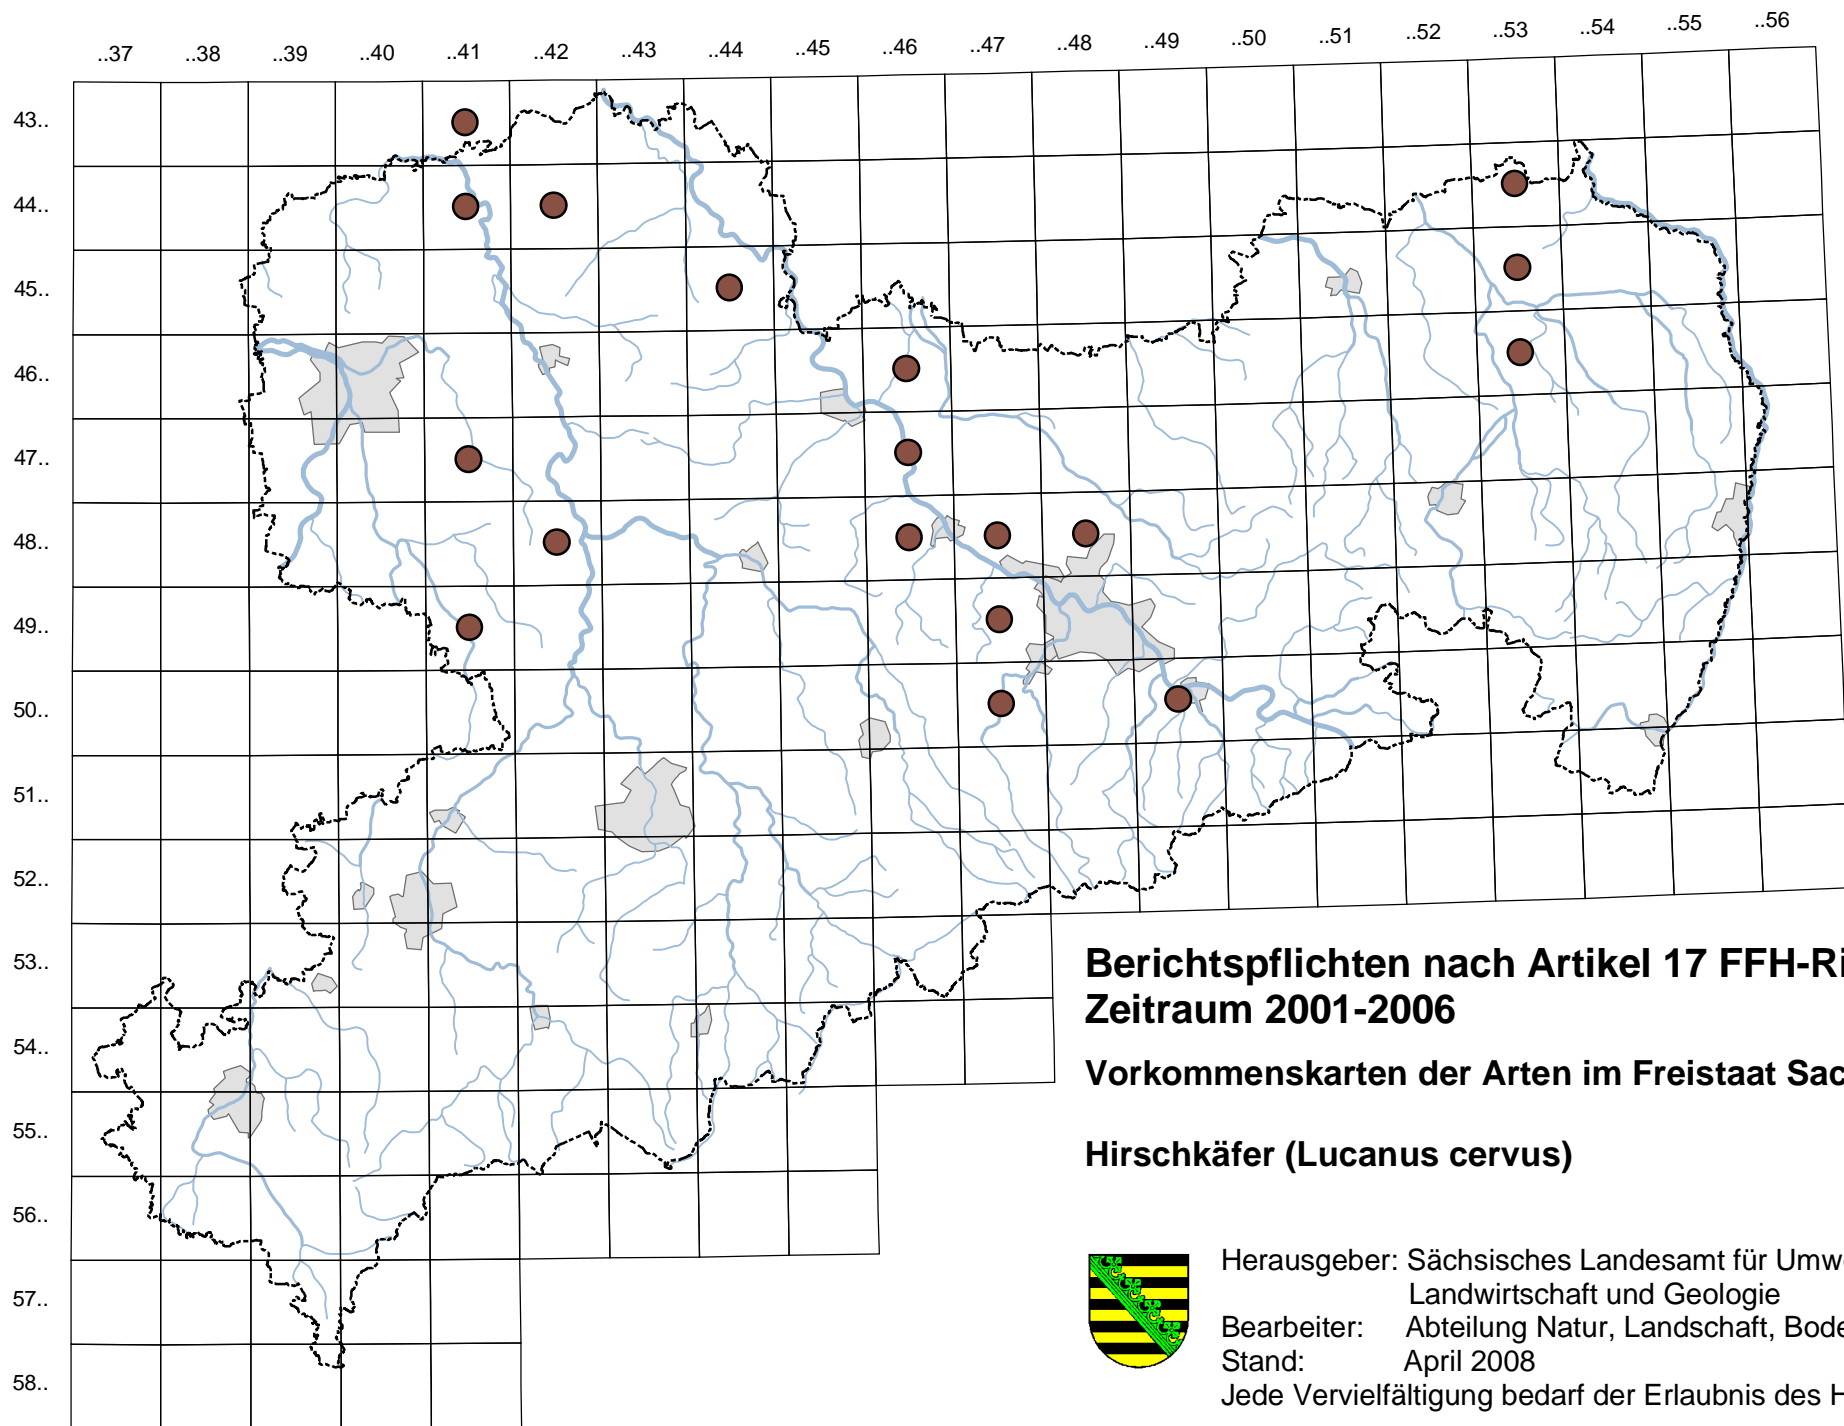 ..37 ..38 ..39 ..40 ..41 ..42 ..43 ..44 ..45 ..46 ..47 ..48 ..49 ..50 ..51 ..52 ..53 ..54 ..55 ..56
43..
44..
45..
46..
47..
48..
49..
50..
51..
52..
53..
54..
55..
56..
57..
58..
Berichtspflichten nach Artikel 17 FFH-Ri
Zeitraum 2001-2006
Vorkommenskarten der Arten im Freistaat Sac
Hirschkäfer (Lucanus cervus)
Herausgeber: Sächsisches Landesamt für Umwe
Landwirtschaft und Geologie
Bearbeiter: Abteilung Natur, Landschaft, Bode
Stand: April 2008
Jede Vervielfältigung bedarf der Erlaubnis des H